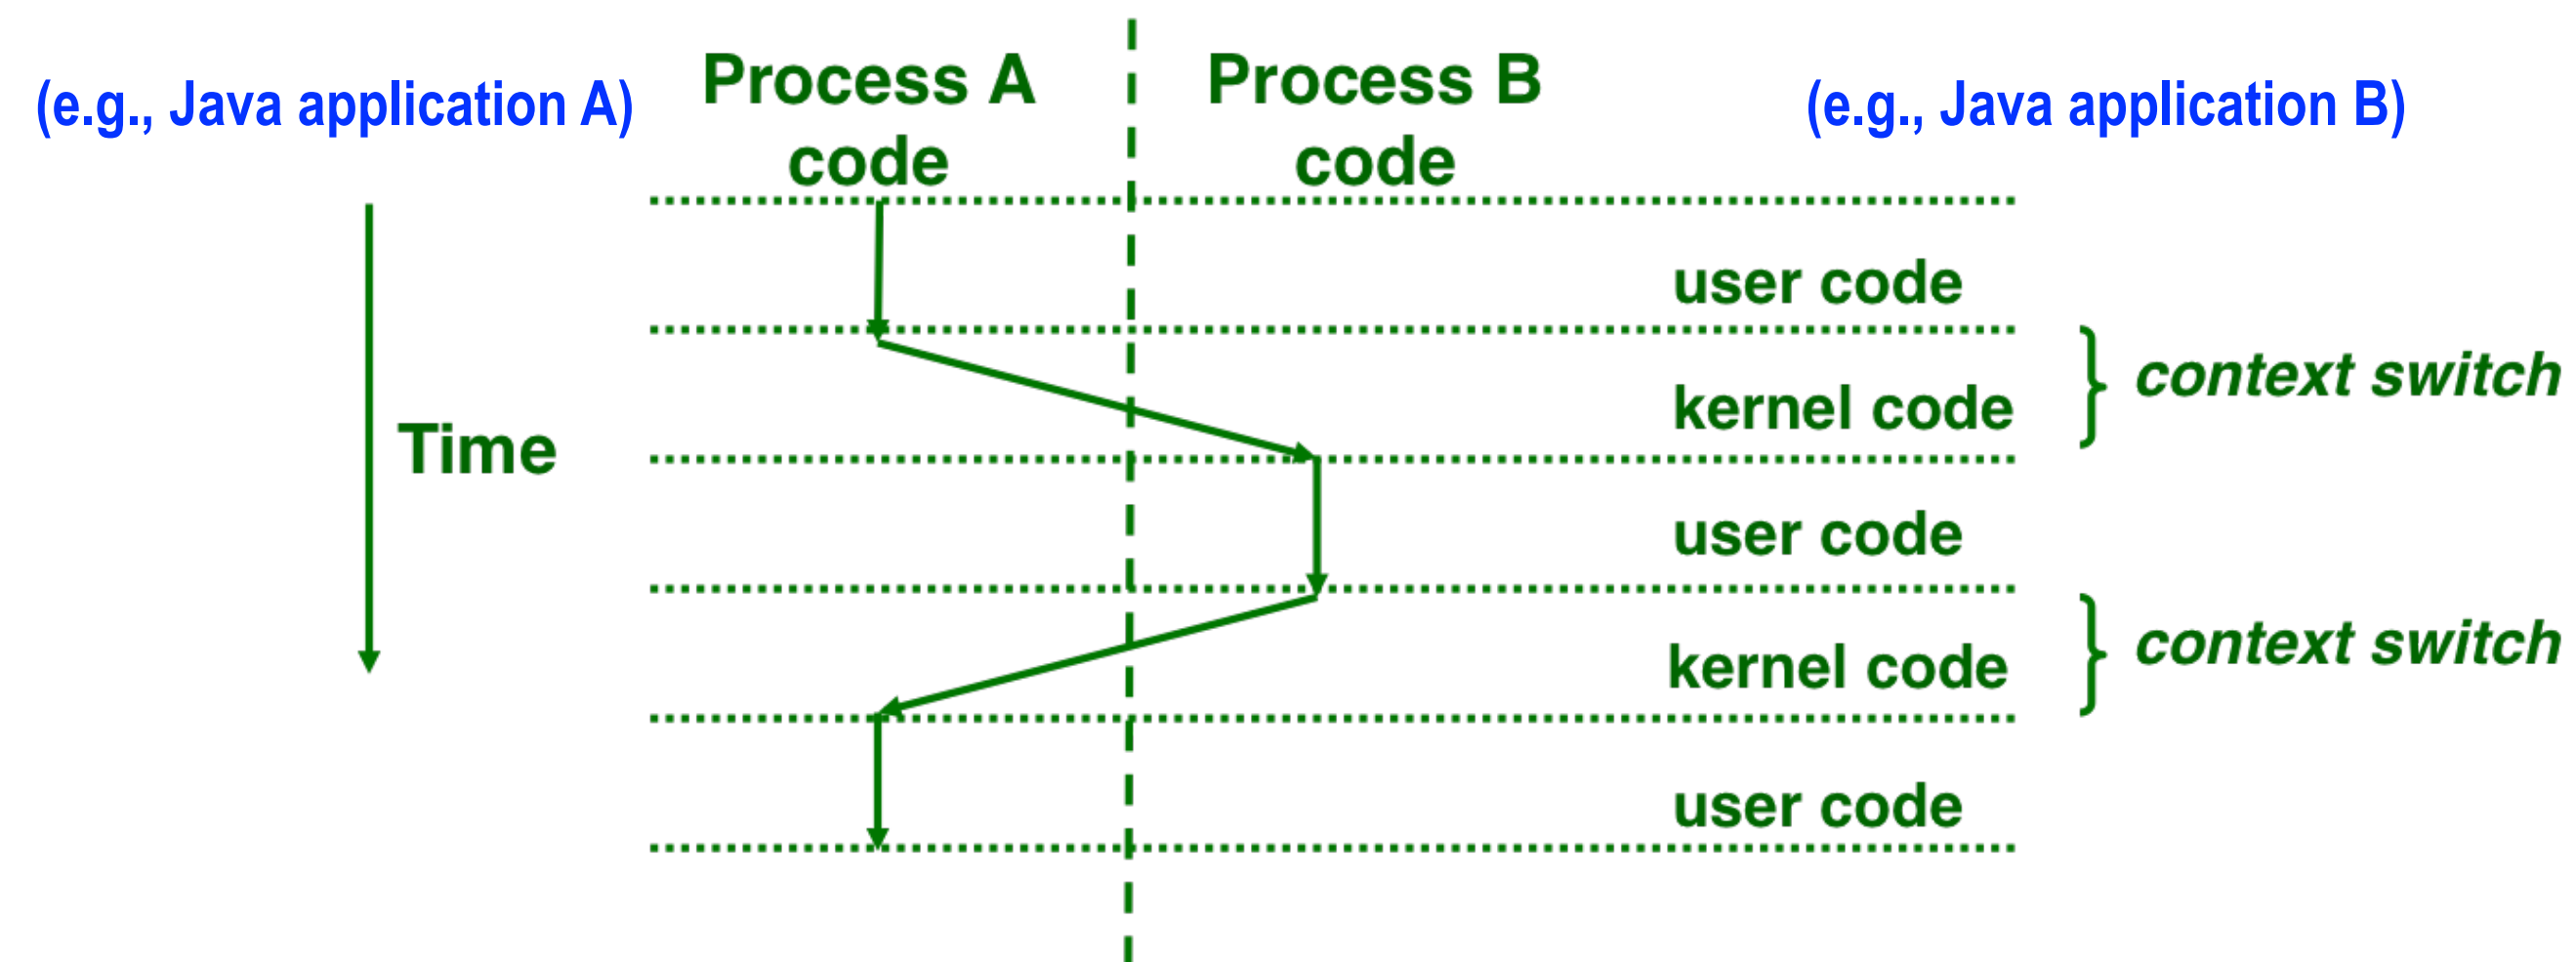 (e.g., Java application A)
Process A
code
Process B
code
(e.g., Java application B)
Time
user code
kernel code
context switch
user code
kernel code
context switch
user code